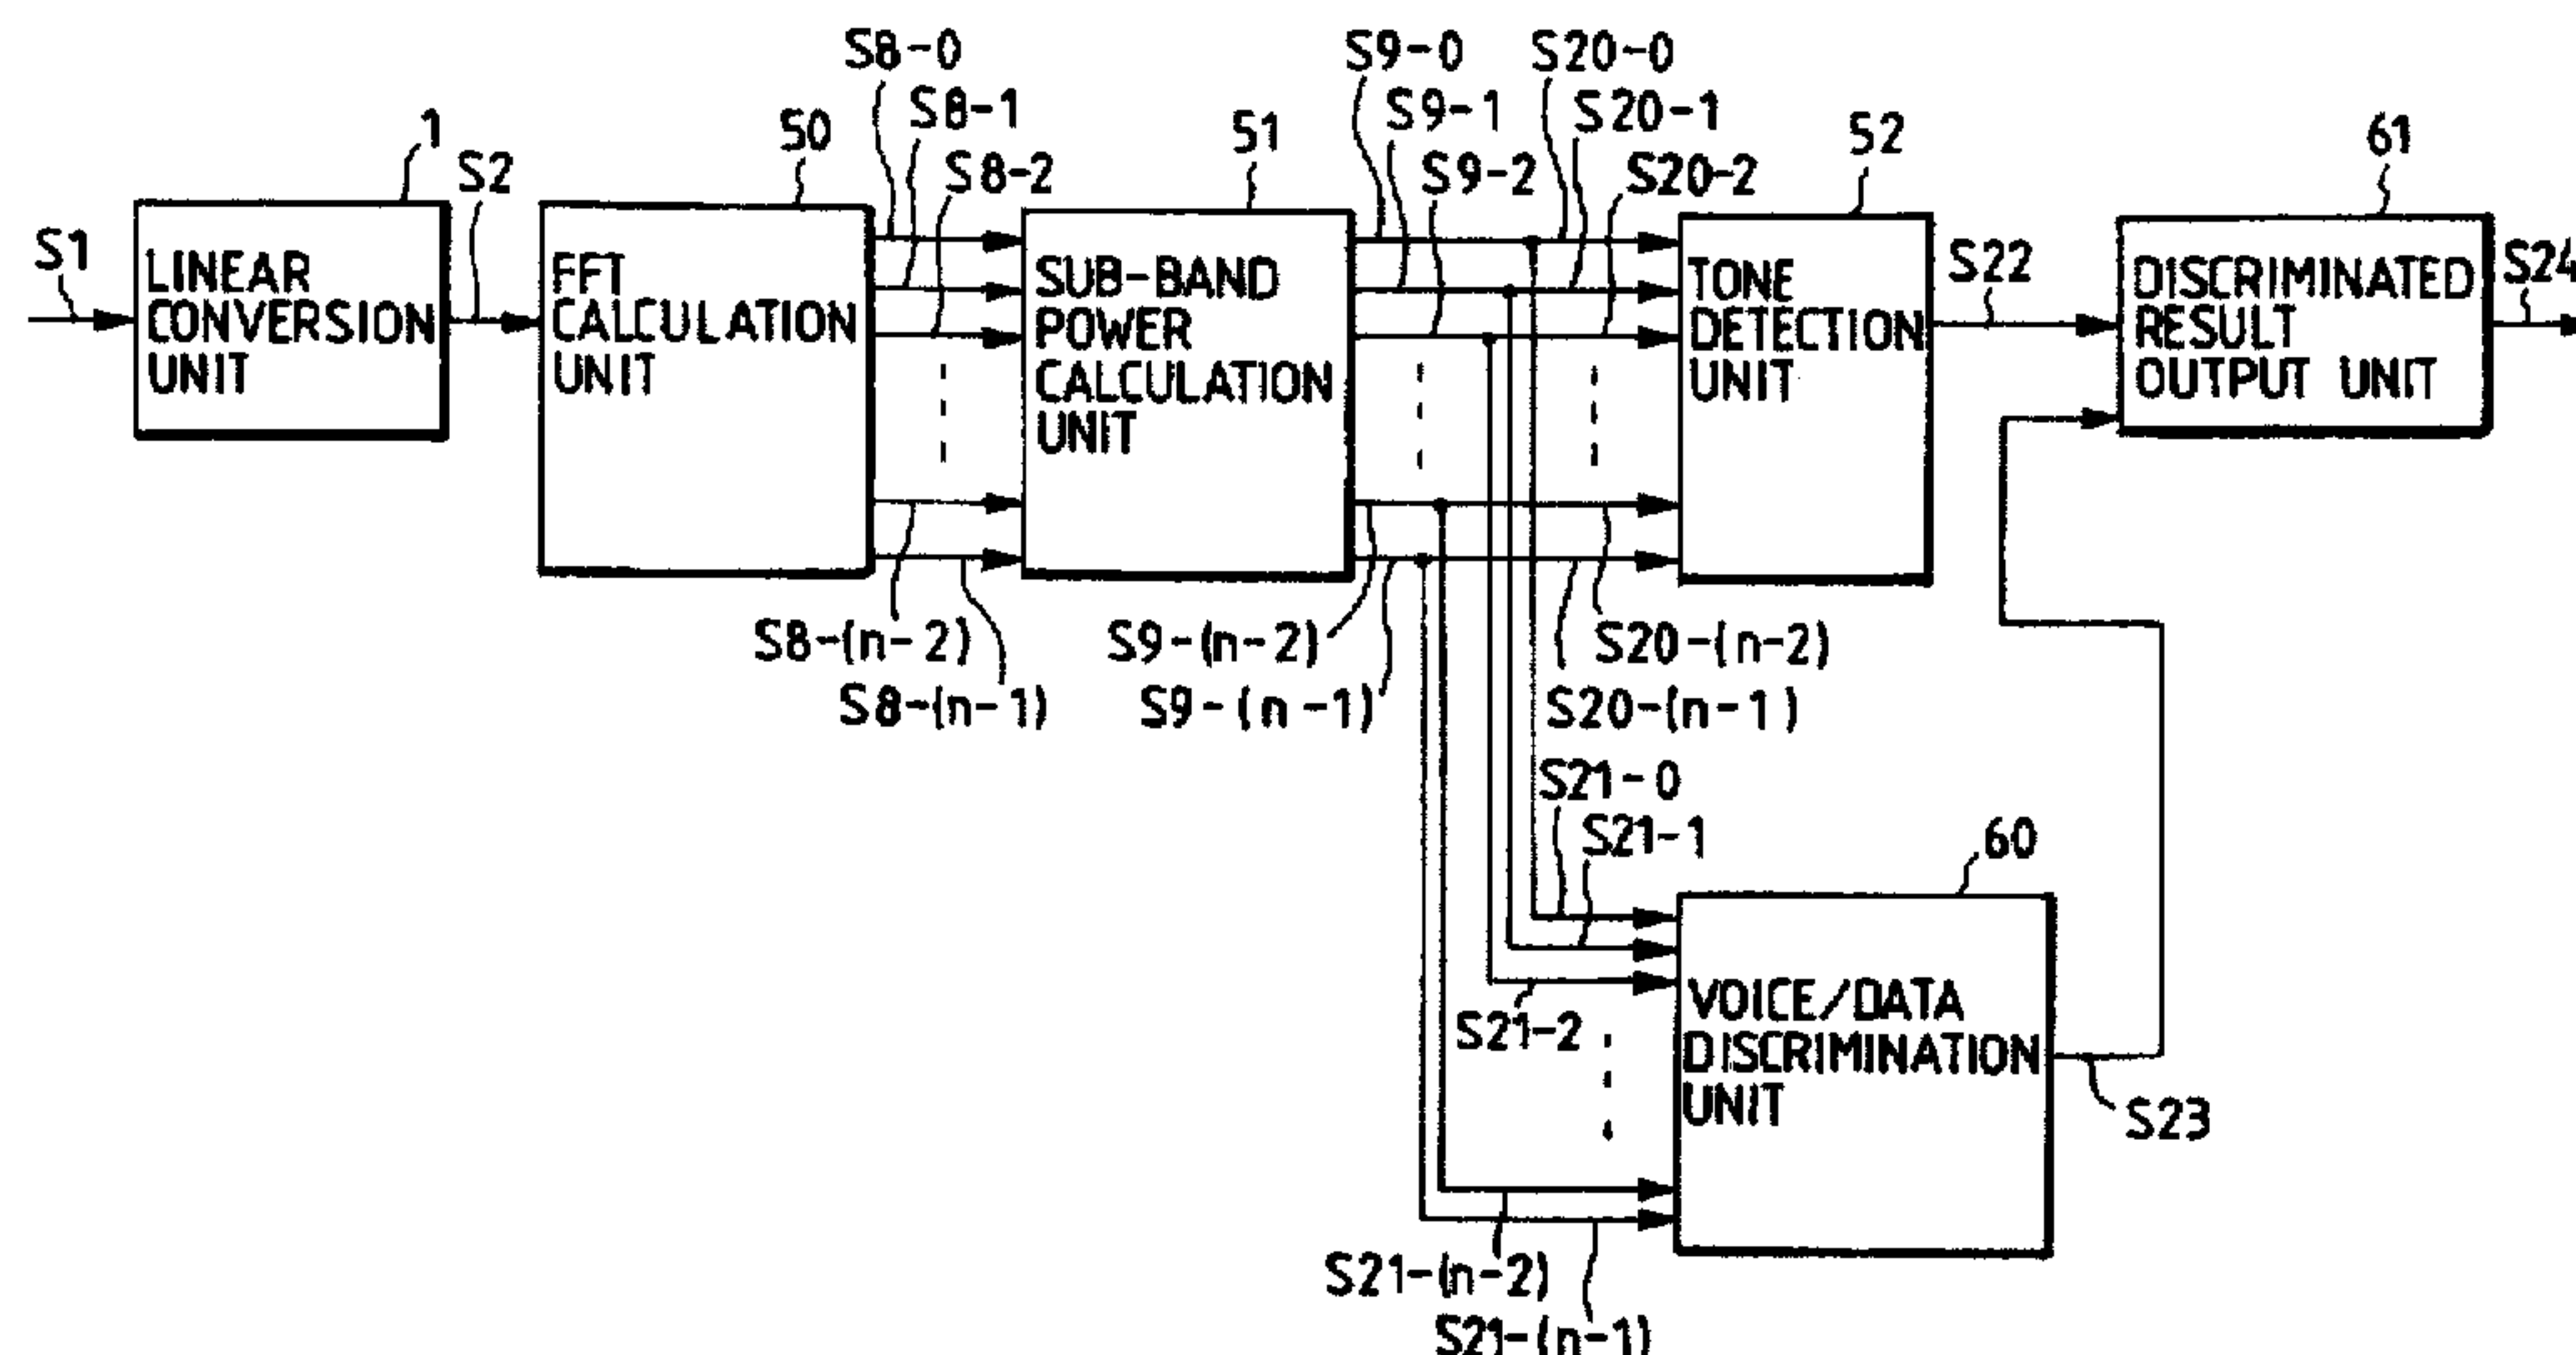 S8-0
S9-0
S20-0
S8-1
S9-1
S20-1
1
50
51
52
61
S2
S8-2
S9-2
S20-2
S1
LINEAR
CONVERSION
UNIT
FFT
CALCULATION
UNIT
SUB-BAND
POWER
CALCULATION
UNIT
TONE
DETECTION
UNIT
S22
DISCRIMINATED
RESULT
OUTPUT UNIT
S24
S8-(n-2)
S9-(n-2)
S20-(n-2)
S8-(n-1)
S9-(n-1)
S20-(n-1)
S21-0
S21-1
60
S21-2
VOICE/DATA
DISCRIMINATION
UNIT
S23
S21-(n-2)
S21-(n-1)